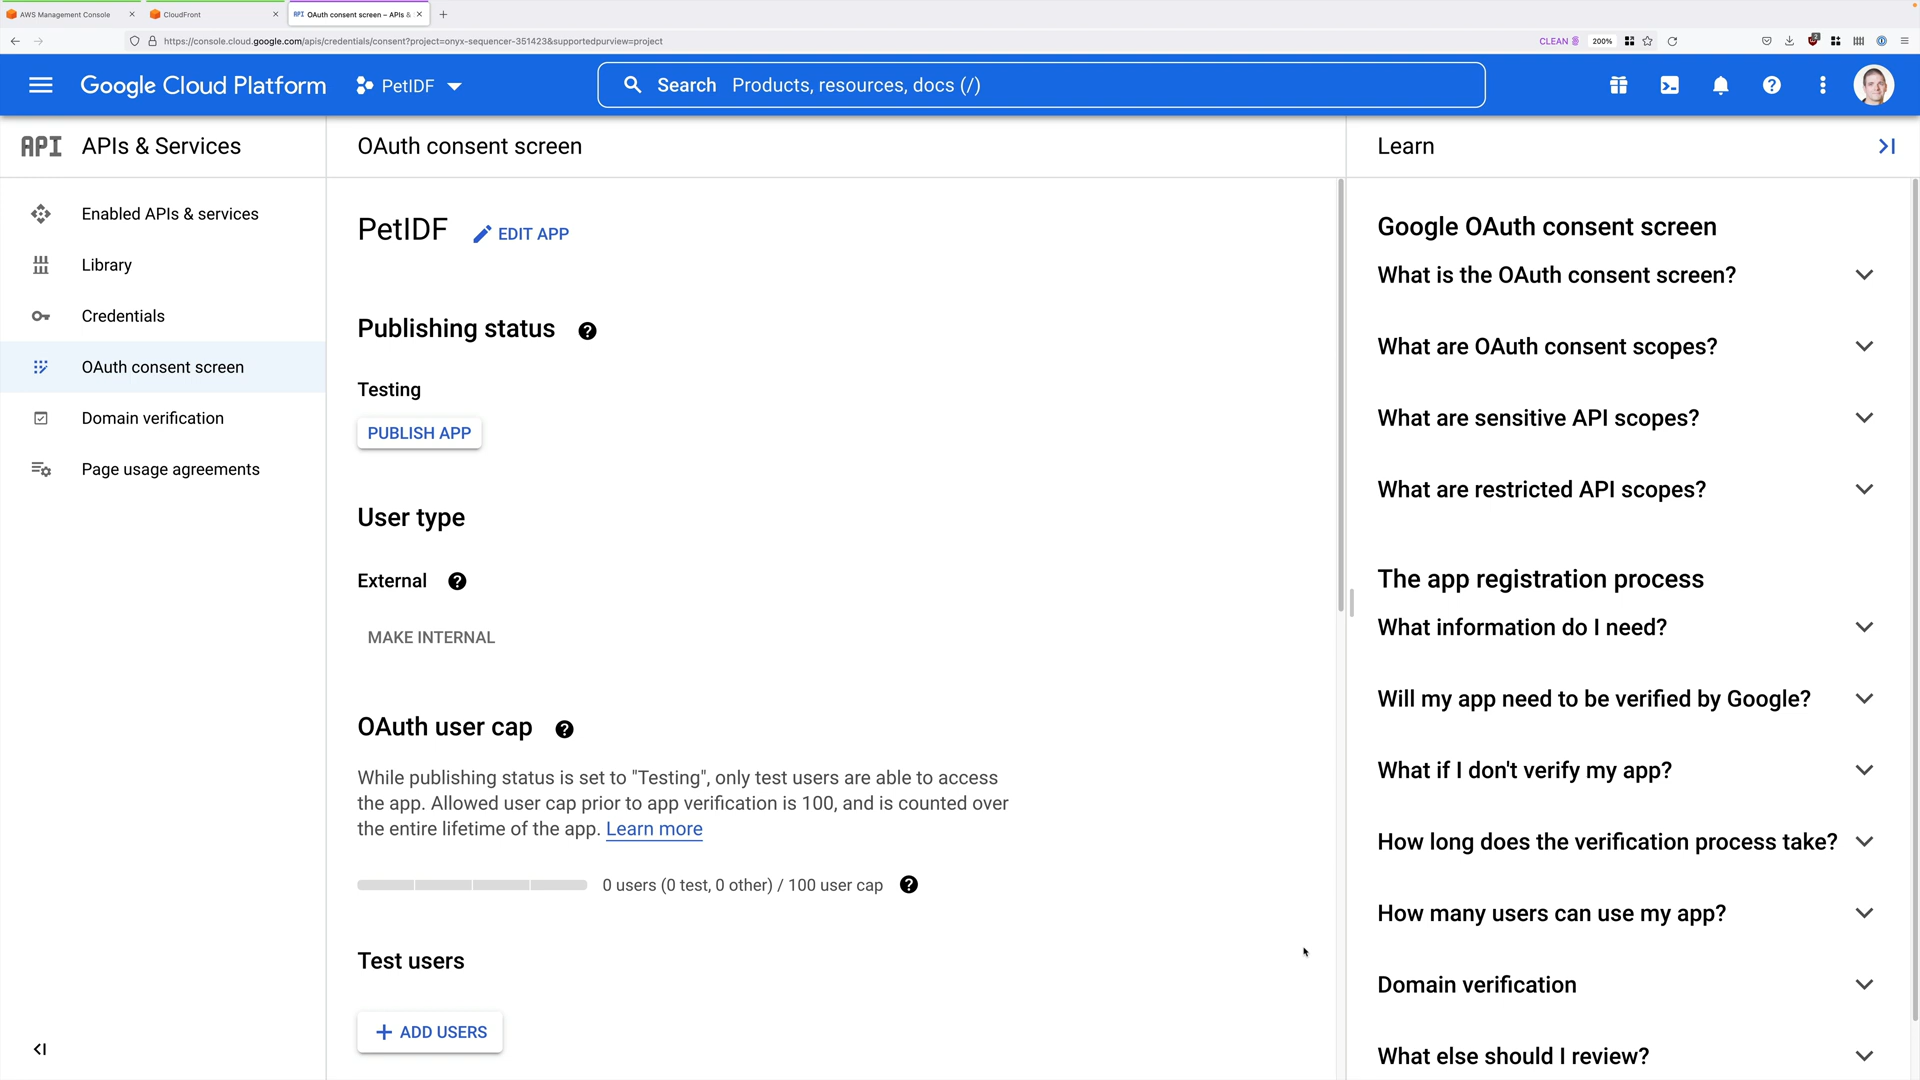 AWS Management Console
CloudFront
API OAuth consent screen – APIs &
https://console.cloud.google.com/apis/credentials/consent?project=onyx-sequencer-351423&supportedpurview=project
CLEAN
200%
Google Cloud Platform
PetIDF
Search Products, resources, docs (/)
API APIs & Services
OAuth consent screen
Learn
Enabled APIs & services
Library
Credentials
OAuth consent screen
Domain verification
Page usage agreements
PetIDF
EDIT APP
Publishing status
Testing
PUBLISH APP
User type
External
MAKE INTERNAL
OAuth user cap
While publishing status is set to "Testing", only test users are able to access
the app. Allowed user cap prior to app verification is 100, and is counted over
the entire lifetime of the app. Learn more
0 users (0 test, 0 other) / 100 user cap
Test users
+ ADD USERS
Google OAuth consent screen
What is the OAuth consent screen?
What are OAuth consent scopes?
What are sensitive API scopes?
What are restricted API scopes?
The app registration process
What information do I need?
Will my app need to be verified by Google?
What if I don't verify my app?
How long does the verification process take?
How many users can use my app?
Domain verification
What else should I review?